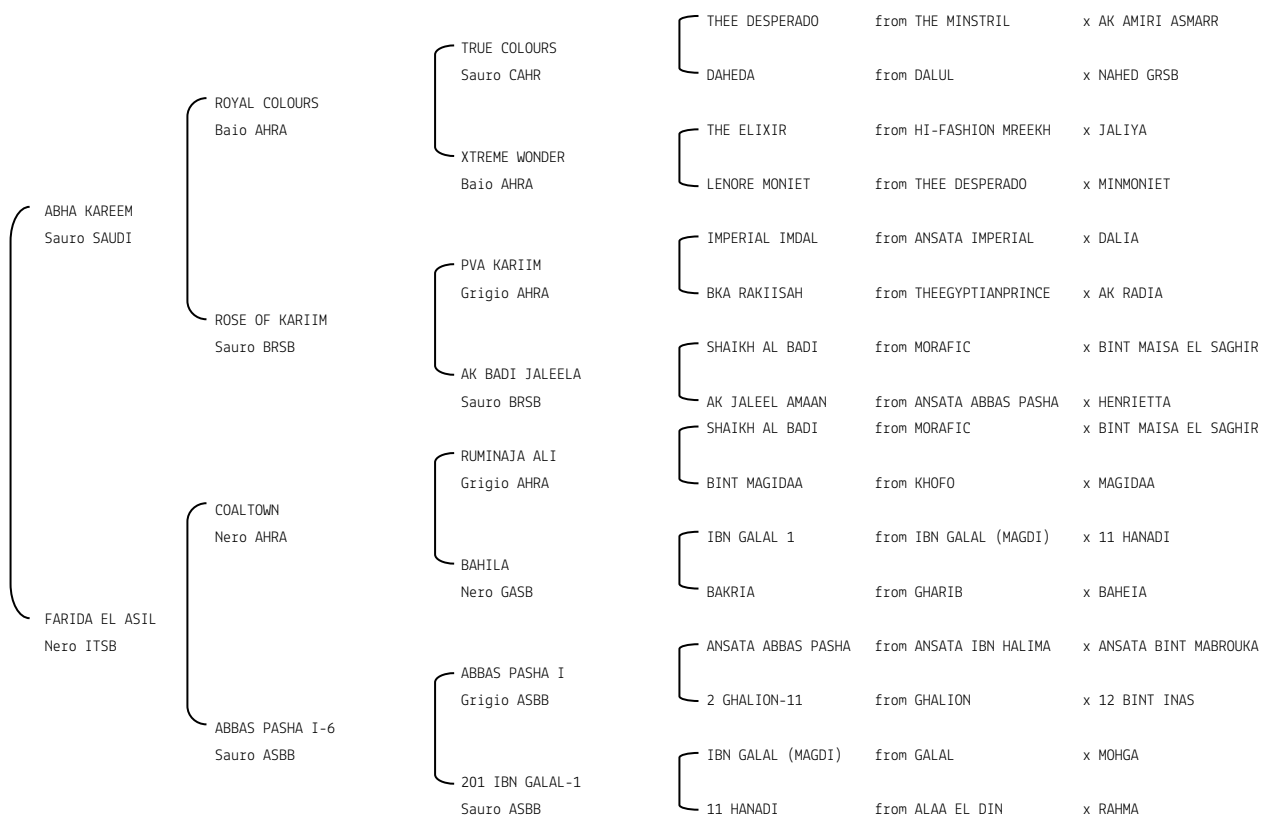 THEE DESPERADO from THE MINSTRIL x AK AMIRI ASMARR
TRUE COLOURS
Sauro CAHR
DAHEDA from DALUL x NAHED GRSB
ROYAL COLOURS
Baio AHRA
THE ELIXIR from HI-FASHION MREEKH x JALIYA
XTREME WONDER
Baio AHRA
LENORE MONIET from THEE DESPERADO x MINMONIET
ABHA KAREEM
Sauro SAUDI
IMPERIAL IMDAL from ANSATA IMPERIAL x DALIA
PVA KARIIM
Grigio AHRA
BKA RAKIISAH from THEEGYPTIANPRINCE x AK RADIA
ROSE OF KARIIM
Sauro BRSB
SHAIKH AL BADI from MORAFIC x BINT MAISA EL SAGHIR
AK BADI JALEELA
Sauro BRSB
AK JALEEL AMAAN from ANSATA ABBAS PASHA x HENRIETTA
SHAIKH AL BADI from MORAFIC x BINT MAISA EL SAGHIR
RUMINAJA ALI
Grigio AHRA
BINT MAGIDAA from KHOFO x MAGIDAA
COALTOWN
Nero AHRA
IBN GALAL 1 from IBN GALAL (MAGDI) x 11 HANADI
BAHILA
Nero GASB
BAKRIA from GHARIB x BAHEIA
FARIDA EL ASIL
Nero ITSB
ANSATA ABBAS PASHA from ANSATA IBN HALIMA x ANSATA BINT MABROUKA
ABBAS PASHA I
Grigio ASBB
2 GHALION-11 from GHALION x 12 BINT INAS
ABBAS PASHA I-6
Sauro ASBB
IBN GALAL (MAGDI) from GALAL x MOHGA
201 IBN GALAL-1
Sauro ASBB
11 HANADI from ALAA EL DIN x RAHMA